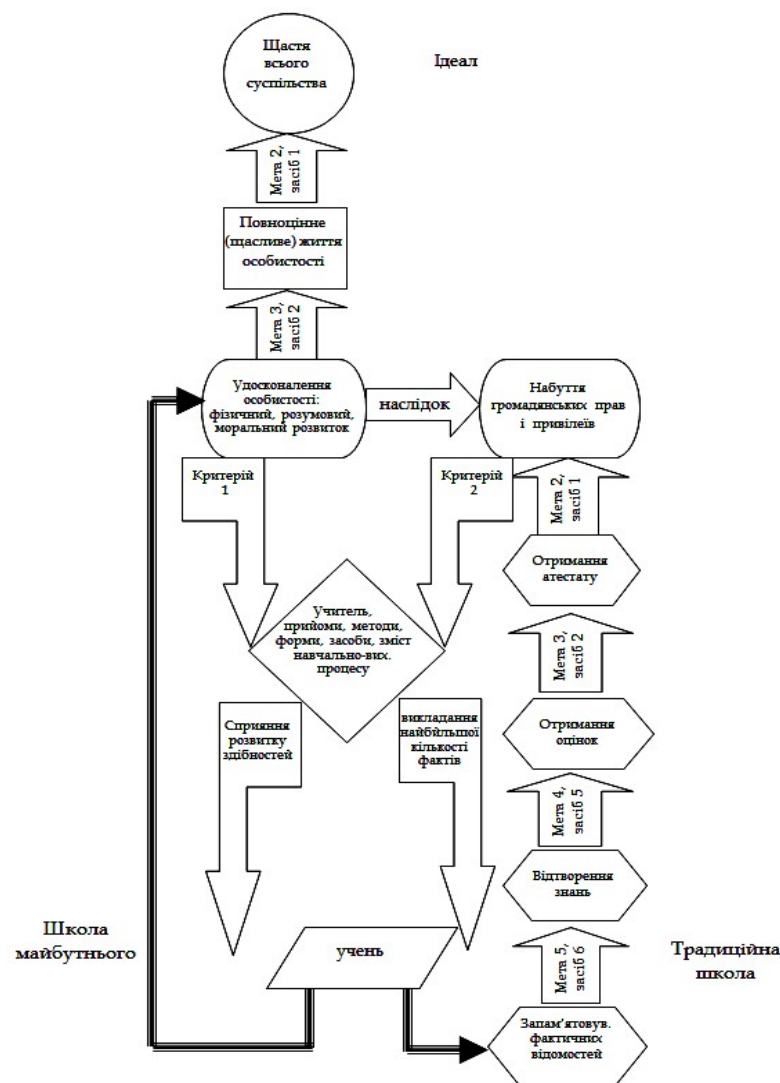 Щастя
всього
суспільства
Ідеал
Мета 2,
засіб 1
Повноцінне
(щасливе) життя
особистості
Мета 3,
засіб 2
Удосконалення
особистості:
фізичний, розумовий,
моральний розвиток
наслідок
Набуття
громадянських прав
і привілеїв
Критерій
1
Критерій
2
Мета 2,
засіб 1
Отримання
атестату
Учитель,
прийоми, методи,
форми, засоби, зміст
навчально-вих.
процесу
Мета 3,
засіб 2
Сприяння
розвитку
здібностей
викладання
найбільшої
кількості
фактів
Отримання
оцінок
Мета 4,
засіб 5
Відтворення
знань
Школа
майбутнього
учень
Мета 5,
засіб 6
Традиційна
школа
Запам'ятовув.
фактичних
відомостей